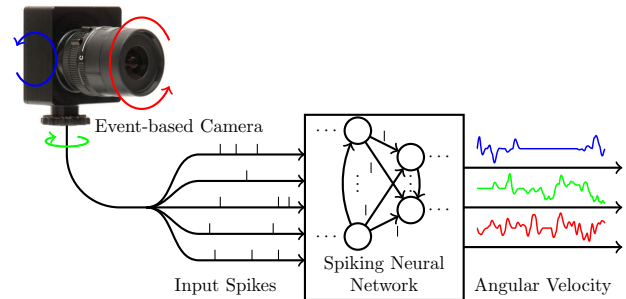 Event-based Camera
Input Spikes
Spiking Neural
Network
Angular Velocity